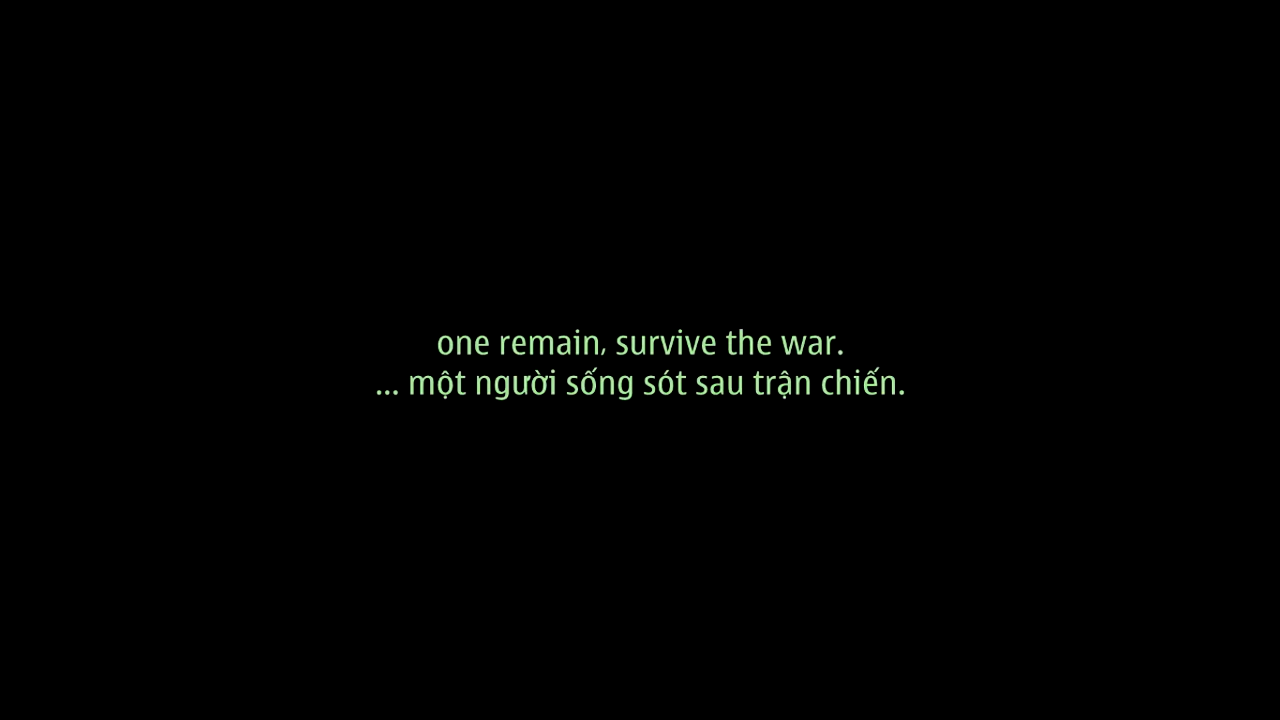 one remain, survive the war.
... một người sống sót sau trận chiến.